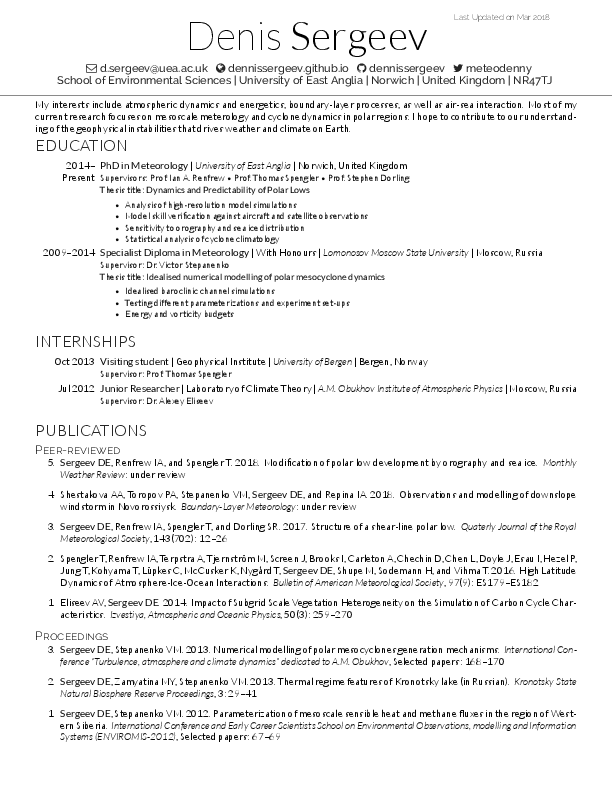 Last Updated on Mar 2018
Denis Sergeev
d.sergeev@uea.ac.uk dennissergeev.github.io dennissergeev meteodenny
School of Environmental Sciences | University of East Anglia | Norwich | United Kingdom | NR47TJ
My interests include atmospheric dynamics and energetics, boundary-layer processes, as well as air-sea interaction. Most of my
current research focuses on mesoscale meteorology and cyclone dynamics in polar regions. I hope to contribute to our understand-
ing of the geophysical instabilities that drives weather and climate on Earth.
EDUCATION
2014– PhD in Meteorology | University of East Anglia | Norwich, United Kingdom
Present Supervisors: Prof. Ian A. Renfrew • Prof. Thomas Spengler • Prof. Stephen Dorling
Thesis title: Dynamics and Predictability of Polar Lows
• Analysis of high-resolution model simulations
• Model skill verification against aircraft and satellite observations
• Sensitivity to orography and sea ice distribution
• Statistical analysis of cyclone climatology
2009–2014 Specialist Diploma in Meteorology | With Honours | Lomonosov Moscow State University | Moscow, Russia
Supervisor: Dr. Victor Stepanenko
Thesis title: Idealised numerical modelling of polar mesocyclone dynamics
• Idealised baroclinic channel simulations
• Testing different parameterizations and experiment set-ups
• Energy and vorticity budgets
INTERNSHIPS
Oct 2013 Visiting student | Geophysical Institute | University of Bergen | Bergen, Norway
Supervisor: Prof. Thomas Spengler
Jul 2012 Junior Researcher | Laboratory of Climate Theory | A.M. Obukhov Institute of Atmospheric Physics | Moscow, Russia
Supervisor: Dr. Alexey Eliseev
PUBLICATIONS
PEER-REVIEWED
5. Sergeev DE, Renfrew IA, and Spengler T. 2018. Modification of polar low development by orography and sea ice. Monthly
Weather Review: under review
4. Shestakova AA, Toropov PA, Stepanenko VM, Sergeev DE, and Repina IA. 2018. Observations and modelling of downslope
windstorm in Novorossiysk. Boundary-Layer Meteorology: under review
3. Sergeev DE, Renfrew IA, Spengler T, and Dorling SR. 2017. Structure of a shear-line polar low. Quaterly Journal of the Royal
Meteorological Society, 143(702): 12–26
2. Spengler T, Renfrew IA, Terpstra A, Tjernström M, Screen J, Brooks I, Carleton A, Chechin D, Chen L, Doyle J, Esau I, Hezel P,
Jung T, Kohyama T, Lüpkes C, McCusker K, Nygård T, Sergeev DE, Shupe M, Sodemann H, and Vihma T. 2016. High Latitude
Dynamics of Atmosphere-Ice-Ocean Interactions. Bulletin of American Meteorological Society, 97(9): ES179–ES182
1. Eliseev AV, Sergeev DE. 2014. Impact of Subgrid Scale Vegetation Heterogeneity on the Simulation of Carbon Cycle Char-
acteristics. Izvestiya, Atmospheric and Oceanic Physics, 50(3): 259–270
PROCEEDINGS
3. Sergeev DE, Stepanenko VM. 2013. Numerical modelling of polar mesocyclones generation mechanisms. International Con-
ference "Turbulence, atmosphere and climate dynamics" dedicated to A.M. Obukhov, Selected papers: 168–170
2. Sergeev DE, Zamyatina MY, Stepanenko VM. 2013. Thermal regime features of Kronotsky lake (in Russian). Kronotsky State
Natural Biosphere Reserve Proceedings, 3: 29–41
1. Sergeev DE, Stepanenko VM. 2012. Parameterization of mesoscale sensible heat and methane fluxes in the region of West-
ern Siberia. International Conference and Early Career Scientists School on Environmental Observations, modelling and Information
Systems (ENVIROMIS-2012), Selected papers: 67–69